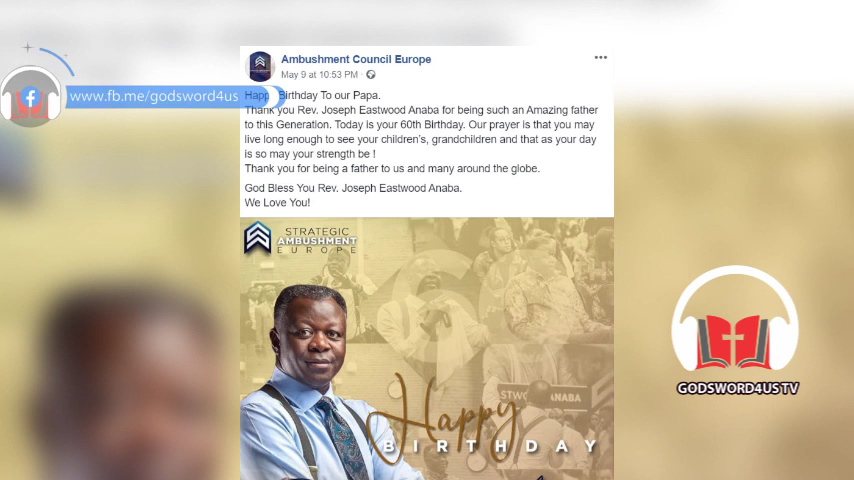 Ambushment Council Europe
May 9 at 10:53 PM
www.fb.me/godsword4us
Happ Birthday To our Papa.
Thank you Rev. Joseph Eastwood Anaba for being such an Amazing father
to this Generation. Today is your 60th Birthday. Our prayer is that you may
live long enough to see your children's, grandchildren and that as your day
is so may your strength be !
Thank you for being a father to us and many around the globe.
God Bless You Rev. Joseph Eastwood Anaba.
We Love You!
STRATEGIC
AMBUSHMENT
EUROPE
STWO
ANABA
Happy
BIRTHDAY
GODSWORD4US TV